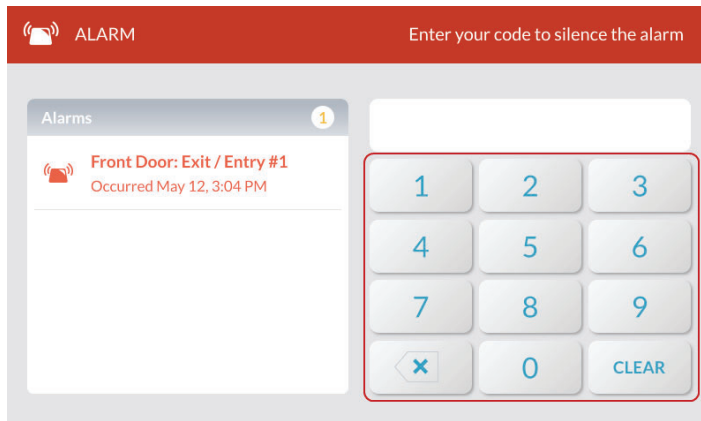 ALARM
Enter your code to silence the alarm
Alarms
1
Front Door: Exit / Entry #1
Occurred May 12, 3:04 PM
1 2 3
4 5 6
7 8 9
0 CLEAR